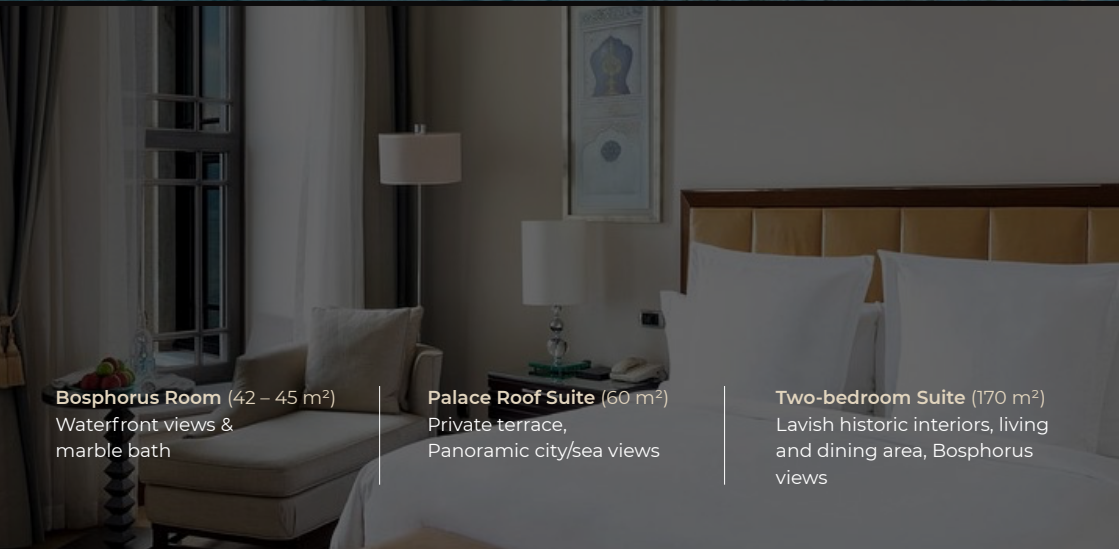 Bosphorus Room (42 – 45 m²)
Waterfront views &
marble bath
Palace Roof Suite (60 m²)
Private terrace,
Panoramic city/sea views
Two-bedroom Suite (170 m²)
Lavish historic interiors, living
and dining area, Bosphorus
views